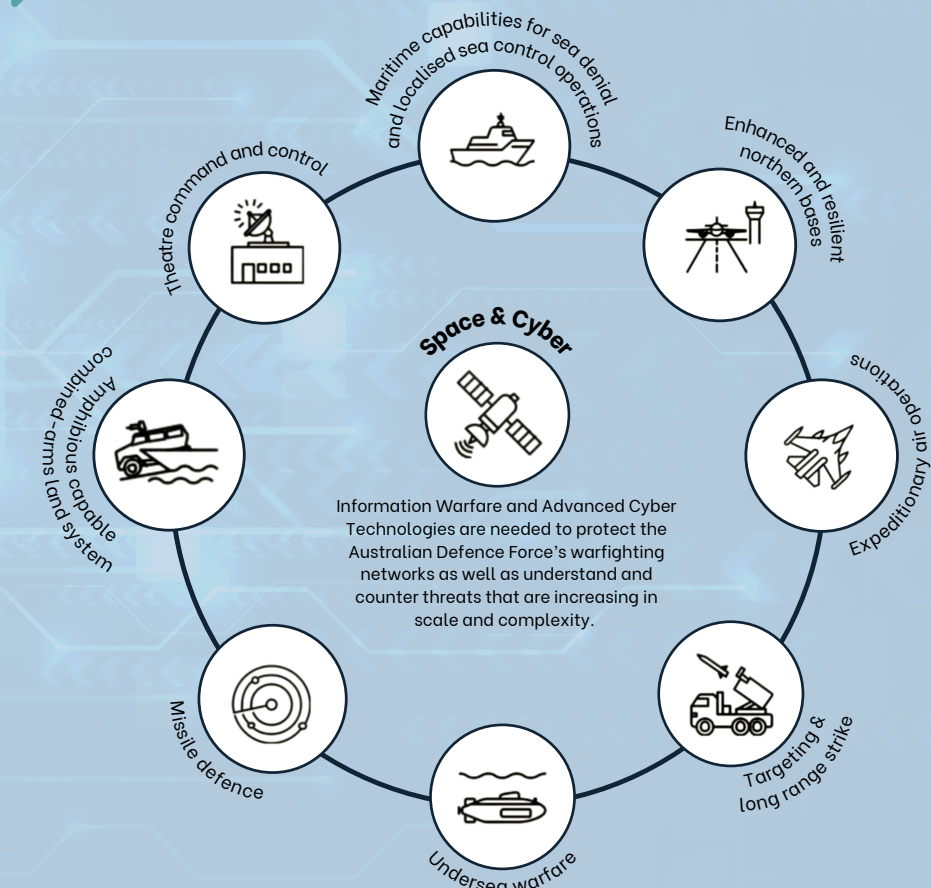 Maritime capabilities for sea denial
and localised sea control operations
Enhanced and resilient
northern bases
Expeditionary air operations
Targeting &
long range strike
Undersea warfare
Missile defence
Amphibious capable
combined-arms land system
Theatre command and control
Space & Cyber
Information Warfare and Advanced Cyber
Technologies are needed to protect the
Australian Defence Force’s warfighting
networks as well as understand and
counter threats that are increasing in
scale and complexity.